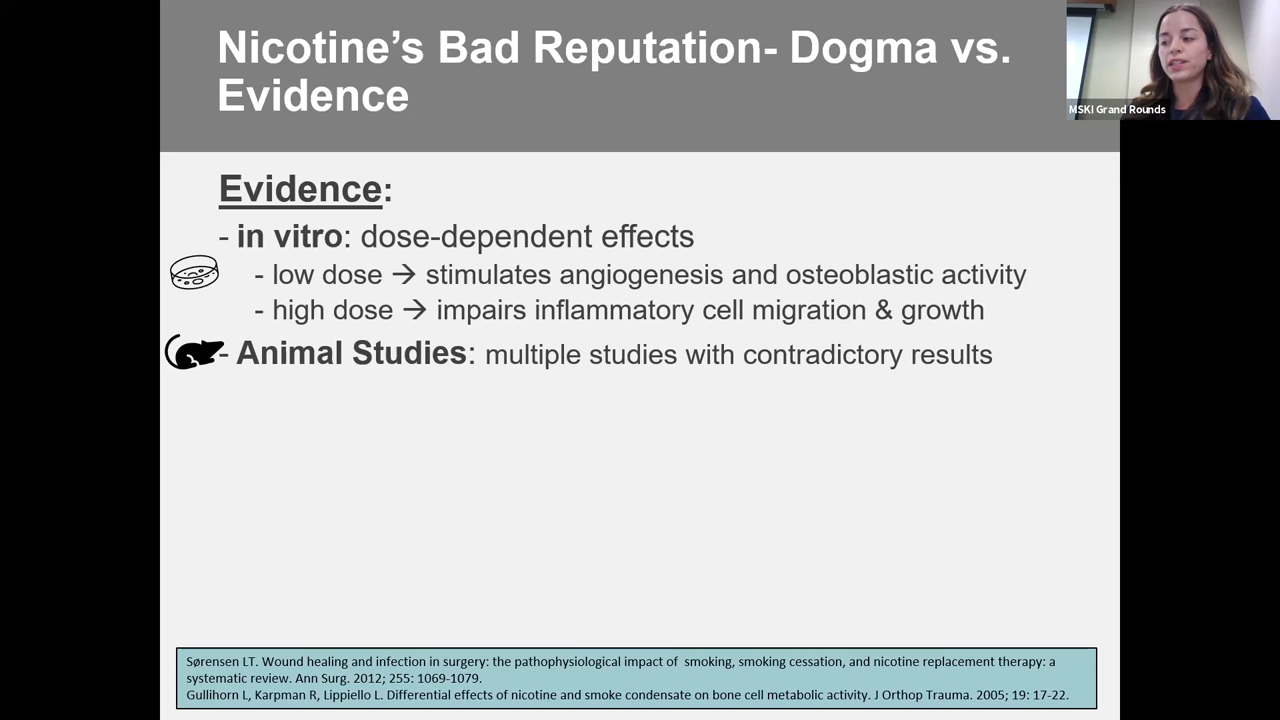 Nicotine’s Bad Reputation- Dogma vs.
Evidence
MSKI Grand Rounds
Evidence:
- in vitro: dose-dependent effects
- low dose → stimulates angiogenesis and osteoblastic activity
- high dose → impairs inflammatory cell migration & growth
- Animal Studies: multiple studies with contradictory results
Sørensen LT. Wound healing and infection in surgery: the pathophysiological impact of smoking, smoking cessation, and nicotine replacement therapy: a
systematic review. Ann Surg. 2012; 255: 1069-1079.
Gullihorn L, Karpman R, Lippiello L. Differential effects of nicotine and smoke condensate on bone cell metabolic activity. J Orthop Trauma. 2005; 19: 17-22.